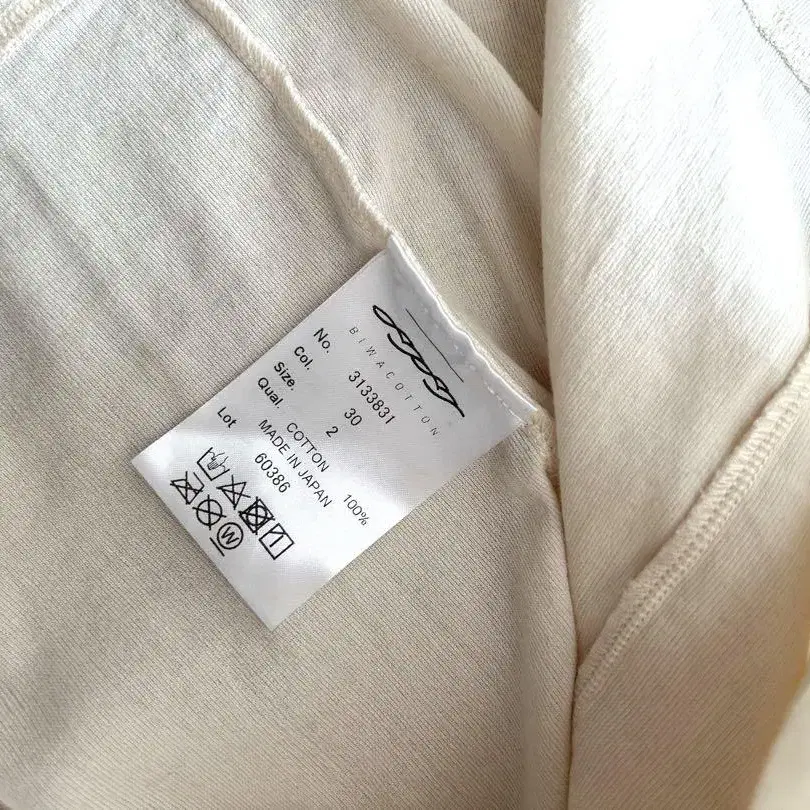 BIWACOTTON
No. 3133831
Col. 30
Size. 2
Qual. COTTON 100%
MADE IN JAPAN
Lot 60386
W